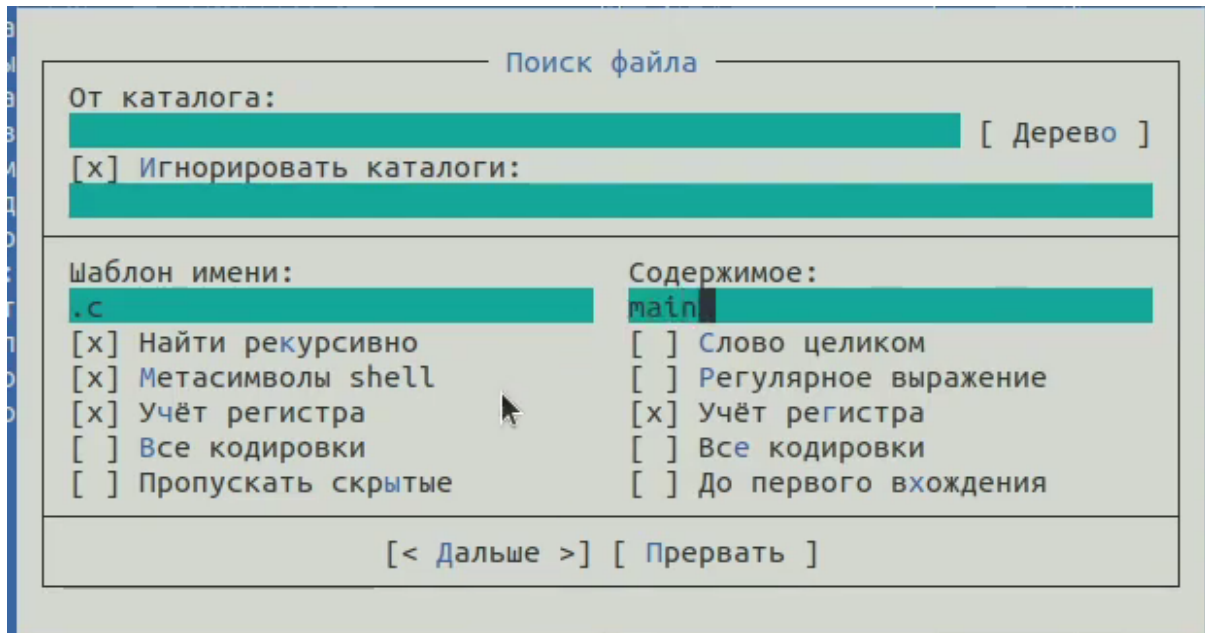 Поиск файла
От каталога:
[ Дерево ]
[x] Игнорировать каталоги:
Шаблон имени:
.c
[x] Найти рекурсивно
[x] Метасимволы shell
[x] Учёт регистра
[ ] Все кодировки
[ ] Пропускать скрытые
Содержимое:
main
[ ] Слово целиком
[ ] Регулярное выражение
[x] Учёт регистра
[ ] Все кодировки
[ ] До первого вхождения
[< Дальше >] [ Прервать ]